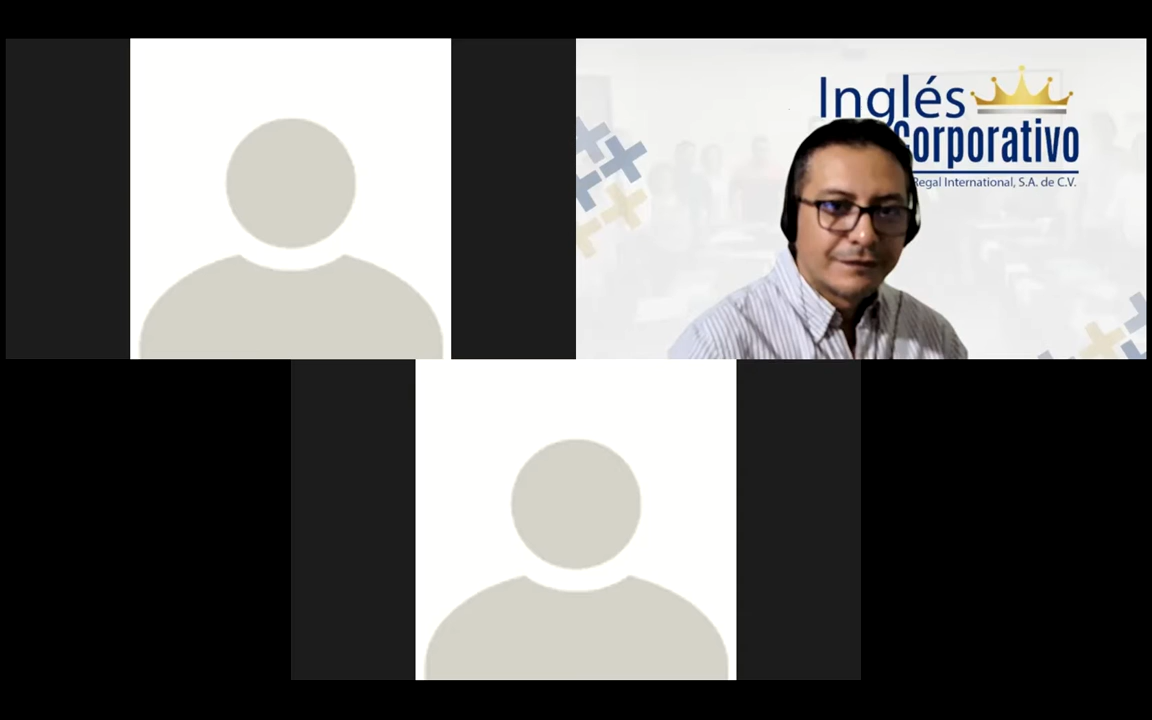 Inglés
Corporativo
Regal International, S.A. de C.V.